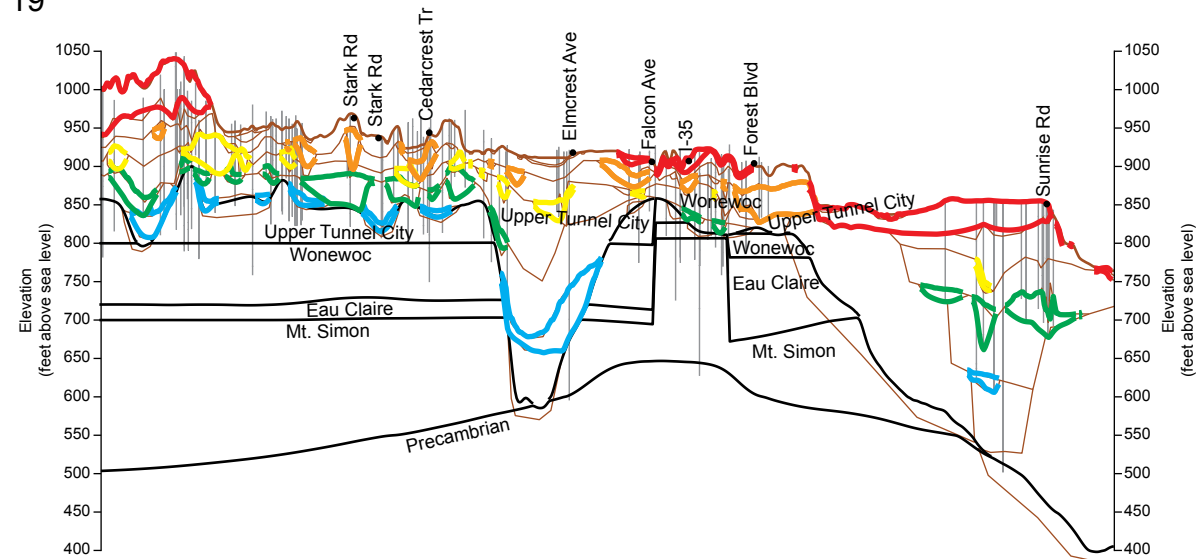 19
Stark Rd
Stark Rd
Cedarcrest Tr
Elmcrest Ave
Falcon Ave
I-35
Forest Blvd
Sunrise Rd
1050
1000
950
900
850
800
750
700
650
600
550
500
450
400
Elevation
(feet above sea level)
Upper Tunnel City
Wonewoc
Eau Claire
Mt. Simon
Precambrian
Upper Tunnel City
Wonewoc
Upper Tunnel City
Wonewoc
Eau Claire
Mt. Simon
1050
1000
950
900
850
800
750
700
650
600
550
500
450
400
Elevation
(feet above sea level)